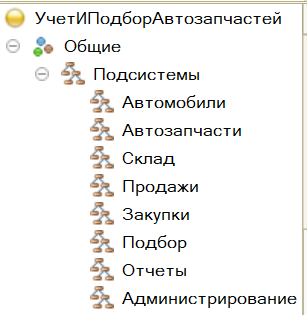 УчетИПодборАвтозапчастей
Общие
Подсистемы
Автомобили
Автозапчасти
Склад
Продажи
Закупки
Подбор
Отчеты
Администрирование